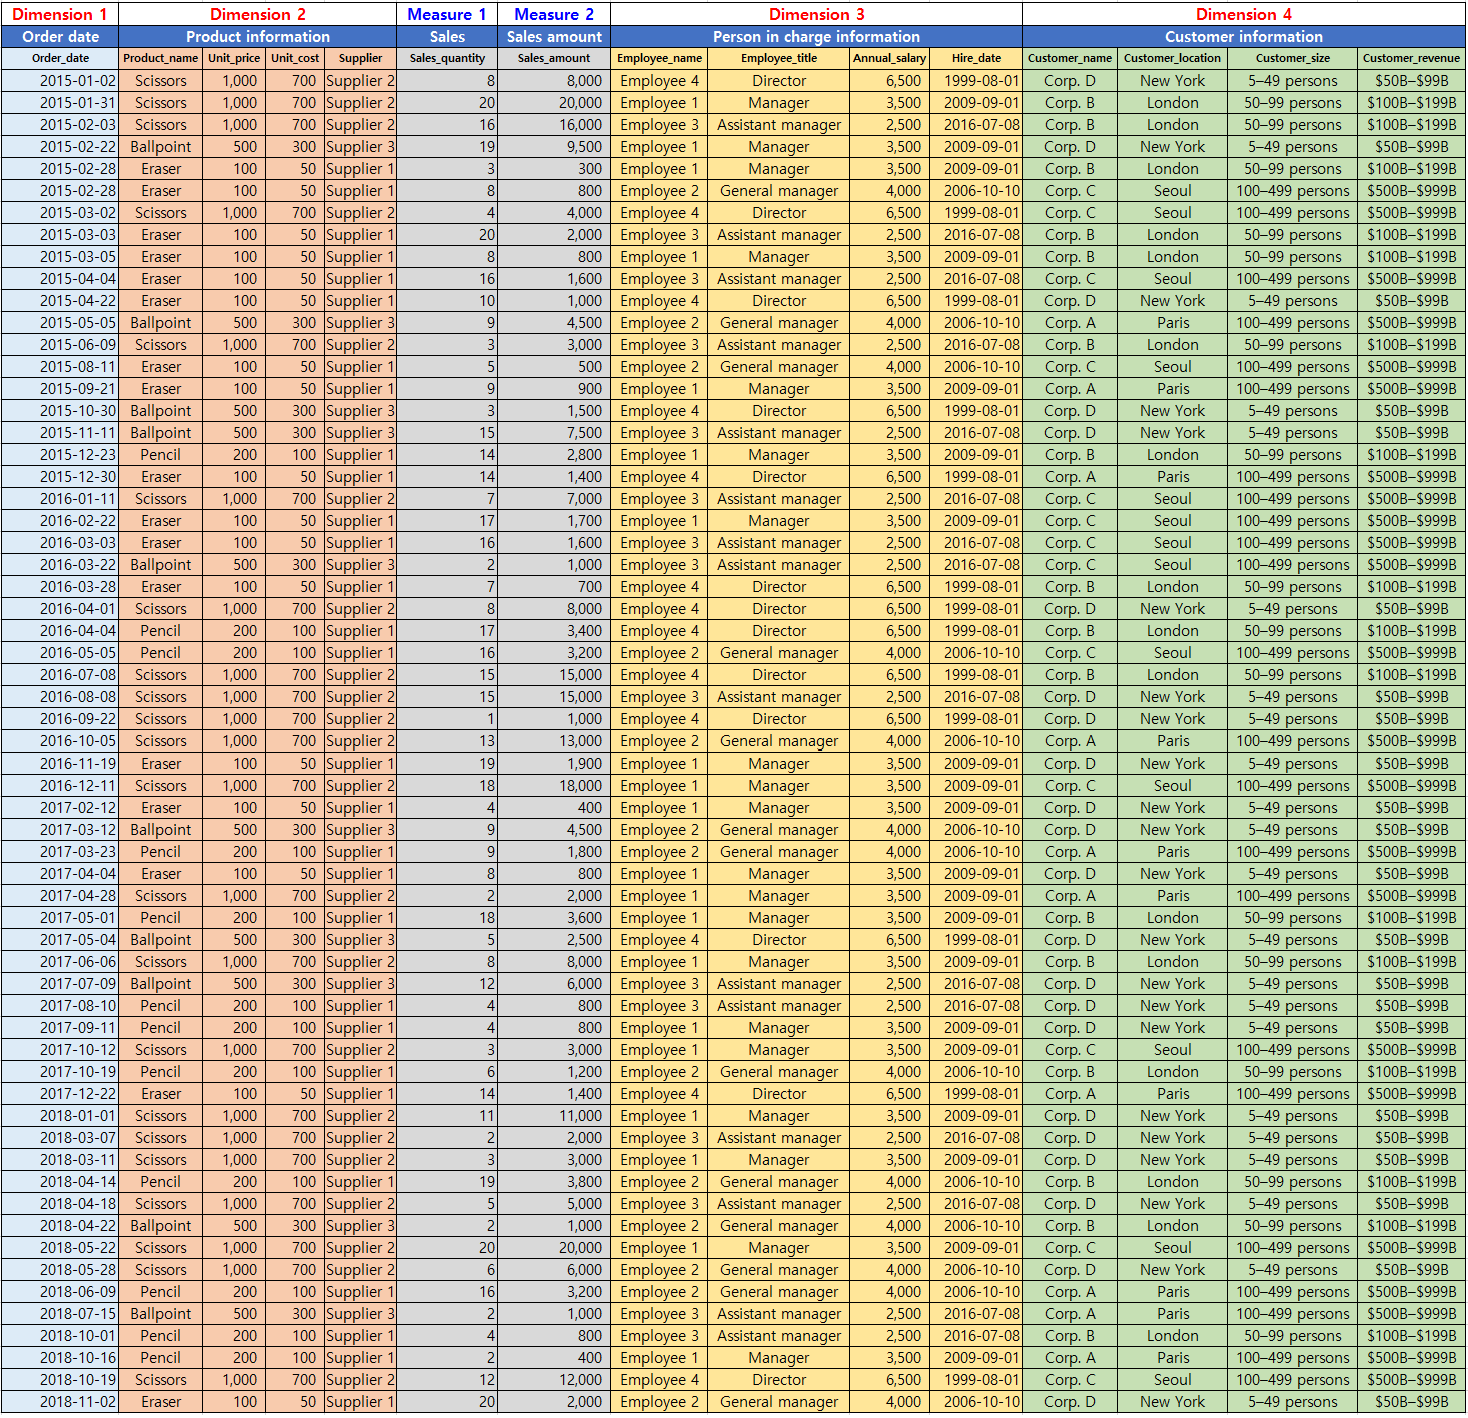 Dimension 1 Dimension 2 Measure 1 Measure 2 Dimension 3 Dimension 4
Order date Product information Sales Sales amount Person in charge information Customer information
Order_date Product_name Unit_price Unit_cost Supplier Sales_quantity Sales_amount Employee_name Employee_title Annual_salary Hire_date Customer_name Customer_location Customer_size Customer_revenue
2015-01-02 Scissors 1,000 700 Supplier 2 8 8,000 Employee 4 Director 6,500 1999-08-01 Corp. D New York 5–49 persons $50B–$99B
2015-01-31 Scissors 1,000 700 Supplier 2 20 20,000 Employee 1 Manager 3,500 2009-09-01 Corp. B London 50–99 persons $100B–$199B
2015-02-03 Scissors 1,000 700 Supplier 2 16 16,000 Employee 3 Assistant manager 2,500 2016-07-08 Corp. B London 50–99 persons $100B–$199B
2015-02-22 Ballpoint 500 300 Supplier 3 19 9,500 Employee 1 Manager 3,500 2009-09-01 Corp. D New York 5–49 persons $50B–$99B
2015-02-28 Eraser 100 50 Supplier 1 3 300 Employee 1 Manager 3,500 2009-09-01 Corp. B London 50–99 persons $100B–$199B
2015-02-28 Eraser 100 50 Supplier 1 8 800 Employee 2 General manager 4,000 2006-10-10 Corp. C Seoul 100–499 persons $500B–$999B
2015-03-02 Scissors 1,000 700 Supplier 2 4 4,000 Employee 4 Director 6,500 1999-08-01 Corp. C Seoul 100–499 persons $500B–$999B
2015-03-03 Eraser 100 50 Supplier 1 20 2,000 Employee 3 Assistant manager 2,500 2016-07-08 Corp. B London 50–99 persons $100B–$199B
2015-03-05 Eraser 100 50 Supplier 1 8 800 Employee 1 Manager 3,500 2009-09-01 Corp. B London 50–99 persons $100B–$199B
2015-04-04 Eraser 100 50 Supplier 1 16 1,600 Employee 3 Assistant manager 2,500 2016-07-08 Corp. C Seoul 100–499 persons $500B–$999B
2015-04-22 Eraser 100 50 Supplier 1 10 1,000 Employee 4 Director 6,500 1999-08-01 Corp. D New York 5–49 persons $50B–$99B
2015-05-05 Ballpoint 500 300 Supplier 3 9 4,500 Employee 2 General manager 4,000 2006-10-10 Corp. A Paris 100–499 persons $500B–$999B
2015-06-09 Scissors 1,000 700 Supplier 2 3 3,000 Employee 3 Assistant manager 2,500 2016-07-08 Corp. B London 50–99 persons $100B–$199B
2015-08-11 Eraser 100 50 Supplier 1 5 500 Employee 2 General manager 4,000 2006-10-10 Corp. C Seoul 100–499 persons $500B–$999B
2015-09-21 Eraser 100 50 Supplier 1 9 900 Employee 1 Manager 3,500 2009-09-01 Corp. A Paris 100–499 persons $500B–$999B
2015-10-30 Ballpoint 500 300 Supplier 3 3 1,500 Employee 4 Director 6,500 1999-08-01 Corp. D New York 5–49 persons $50B–$99B
2015-11-11 Ballpoint 500 300 Supplier 3 15 7,500 Employee 3 Assistant manager 2,500 2016-07-08 Corp. D New York 5–49 persons $50B–$99B
2015-12-23 Pencil 200 100 Supplier 1 14 2,800 Employee 1 Manager 3,500 2009-09-01 Corp. B London 50–99 persons $100B–$199B
2015-12-30 Eraser 100 50 Supplier 1 14 1,400 Employee 4 Director 6,500 1999-08-01 Corp. A Paris 100–499 persons $500B–$999B
2016-01-11 Scissors 1,000 700 Supplier 2 7 7,000 Employee 3 Assistant manager 2,500 2016-07-08 Corp. C Seoul 100–499 persons $500B–$999B
2016-02-22 Eraser 100 50 Supplier 1 17 1,700 Employee 1 Manager 3,500 2009-09-01 Corp. C Seoul 100–499 persons $500B–$999B
2016-03-03 Eraser 100 50 Supplier 1 16 1,600 Employee 3 Assistant manager 2,500 2016-07-08 Corp. C Seoul 100–499 persons $500B–$999B
2016-03-22 Ballpoint 500 300 Supplier 3 2 1,000 Employee 3 Assistant manager 2,500 2016-07-08 Corp. C Seoul 100–499 persons $500B–$999B
2016-03-28 Eraser 100 50 Supplier 1 7 700 Employee 4 Director 6,500 1999-08-01 Corp. B London 50–99 persons $100B–$199B
2016-04-01 Scissors 1,000 700 Supplier 2 8 8,000 Employee 4 Director 6,500 1999-08-01 Corp. D New York 5–49 persons $50B–$99B
2016-04-04 Pencil 200 100 Supplier 1 17 3,400 Employee 4 Director 6,500 1999-08-01 Corp. B London 50–99 persons $100B–$199B
2016-05-05 Pencil 200 100 Supplier 1 16 3,200 Employee 2 General manager 4,000 2006-10-10 Corp. C Seoul 100–499 persons $500B–$999B
2016-07-08 Scissors 1,000 700 Supplier 2 15 15,000 Employee 4 Director 6,500 1999-08-01 Corp. B London 50–99 persons $100B–$199B
2016-08-08 Scissors 1,000 700 Supplier 2 15 15,000 Employee 3 Assistant manager 2,500 2016-07-08 Corp. D New York 5–49 persons $50B–$99B
2016-09-22 Scissors 1,000 700 Supplier 2 1 1,000 Employee 4 Director 6,500 1999-08-01 Corp. D New York 5–49 persons $50B–$99B
2016-10-05 Scissors 1,000 700 Supplier 2 13 13,000 Employee 2 General manager 4,000 2006-10-10 Corp. A Paris 100–499 persons $500B–$999B
2016-11-19 Eraser 100 50 Supplier 1 19 1,900 Employee 1 Manager 3,500 2009-09-01 Corp. D New York 5–49 persons $50B–$99B
2016-12-11 Scissors 1,000 700 Supplier 2 18 18,000 Employee 1 Manager 3,500 2009-09-01 Corp. C Seoul 100–499 persons $500B–$999B
2017-02-12 Eraser 100 50 Supplier 1 4 400 Employee 1 Manager 3,500 2009-09-01 Corp. D New York 5–49 persons $50B–$99B
2017-03-12 Ballpoint 500 300 Supplier 3 9 4,500 Employee 2 General manager 4,000 2006-10-10 Corp. D New York 5–49 persons $50B–$99B
2017-03-23 Pencil 200 100 Supplier 1 9 1,800 Employee 2 General manager 4,000 2006-10-10 Corp. A Paris 100–499 persons $500B–$999B
2017-04-04 Eraser 100 50 Supplier 1 8 800 Employee 1 Manager 3,500 2009-09-01 Corp. D New York 5–49 persons $50B–$99B
2017-04-28 Scissors 1,000 700 Supplier 2 2 2,000 Employee 1 Manager 3,500 2009-09-01 Corp. A Paris 100–499 persons $500B–$999B
2017-05-01 Pencil 200 100 Supplier 1 18 3,600 Employee 1 Manager 3,500 2009-09-01 Corp. B London 50–99 persons $100B–$199B
2017-05-04 Ballpoint 500 300 Supplier 3 5 2,500 Employee 4 Director 6,500 1999-08-01 Corp. D New York 5–49 persons $50B–$99B
2017-06-06 Scissors 1,000 700 Supplier 2 8 8,000 Employee 1 Manager 3,500 2009-09-01 Corp. B London 50–99 persons $100B–$199B
2017-07-09 Ballpoint 500 300 Supplier 3 12 6,000 Employee 3 Assistant manager 2,500 2016-07-08 Corp. D New York 5–49 persons $50B–$99B
2017-08-10 Pencil 200 100 Supplier 1 4 800 Employee 3 Assistant manager 2,500 2016-07-08 Corp. D New York 5–49 persons $50B–$99B
2017-09-11 Pencil 200 100 Supplier 1 4 800 Employee 1 Manager 3,500 2009-09-01 Corp. D New York 5–49 persons $50B–$99B
2017-10-12 Scissors 1,000 700 Supplier 2 3 3,000 Employee 1 Manager 3,500 2009-09-01 Corp. C Seoul 100–499 persons $500B–$999B
2017-10-19 Pencil 200 100 Supplier 1 6 1,200 Employee 2 General manager 4,000 2006-10-10 Corp. B London 50–99 persons $100B–$199B
2017-12-22 Eraser 100 50 Supplier 1 14 1,400 Employee 4 Director 6,500 1999-08-01 Corp. A Paris 100–499 persons $500B–$999B
2018-01-01 Scissors 1,000 700 Supplier 2 11 11,000 Employee 1 Manager 3,500 2009-09-01 Corp. D New York 5–49 persons $50B–$99B
2018-03-07 Scissors 1,000 700 Supplier 2 2 2,000 Employee 3 Assistant manager 2,500 2016-07-08 Corp. D New York 5–49 persons $50B–$99B
2018-03-11 Scissors 1,000 700 Supplier 2 3 3,000 Employee 1 Manager 3,500 2009-09-01 Corp. D New York 5–49 persons $50B–$99B
2018-04-14 Pencil 200 100 Supplier 1 19 3,800 Employee 2 General manager 4,000 2006-10-10 Corp. B London 50–99 persons $100B–$199B
2018-04-18 Scissors 1,000 700 Supplier 2 5 5,000 Employee 3 Assistant manager 2,500 2016-07-08 Corp. D New York 5–49 persons $50B–$99B
2018-04-22 Ballpoint 500 300 Supplier 3 2 1,000 Employee 2 General manager 4,000 2006-10-10 Corp. B London 50–99 persons $100B–$199B
2018-05-22 Scissors 1,000 700 Supplier 2 20 20,000 Employee 1 Manager 3,500 2009-09-01 Corp. C Seoul 100–499 persons $500B–$999B
2018-05-28 Scissors 1,000 700 Supplier 2 6 6,000 Employee 2 General manager 4,000 2006-10-10 Corp. D New York 5–49 persons $50B–$99B
2018-06-09 Pencil 200 100 Supplier 1 16 3,200 Employee 2 General manager 4,000 2006-10-10 Corp. A Paris 100–499 persons $500B–$999B
2018-07-15 Ballpoint 500 300 Supplier 3 2 1,000 Employee 3 Assistant manager 2,500 2016-07-08 Corp. A Paris 100–499 persons $500B–$999B
2018-10-01 Pencil 200 100 Supplier 1 4 800 Employee 3 Assistant manager 2,500 2016-07-08 Corp. B London 50–99 persons $100B–$199B
2018-10-16 Pencil 200 100 Supplier 1 2 400 Employee 1 Manager 3,500 2009-09-01 Corp. A Paris 100–499 persons $500B–$999B
2018-10-19 Scissors 1,000 700 Supplier 2 12 12,000 Employee 4 Director 6,500 1999-08-01 Corp. C Seoul 100–499 persons $500B–$999B
2018-11-02 Eraser 100 50 Supplier 1 20 2,000 Employee 2 General manager 4,000 2006-10-10 Corp. D New York 5–49 persons $50B–$99B